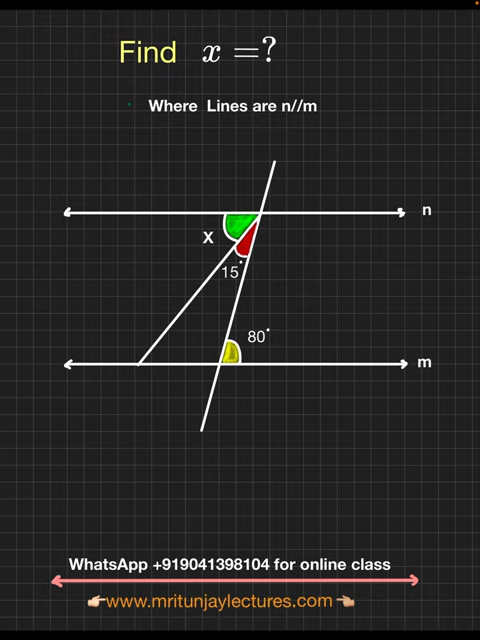 Find x =?
Where Lines are n//m
n
X
15°
80°
m
WhatsApp +919041398104 for online class
👉🏻www.mritunjaylectures.com👈🏻